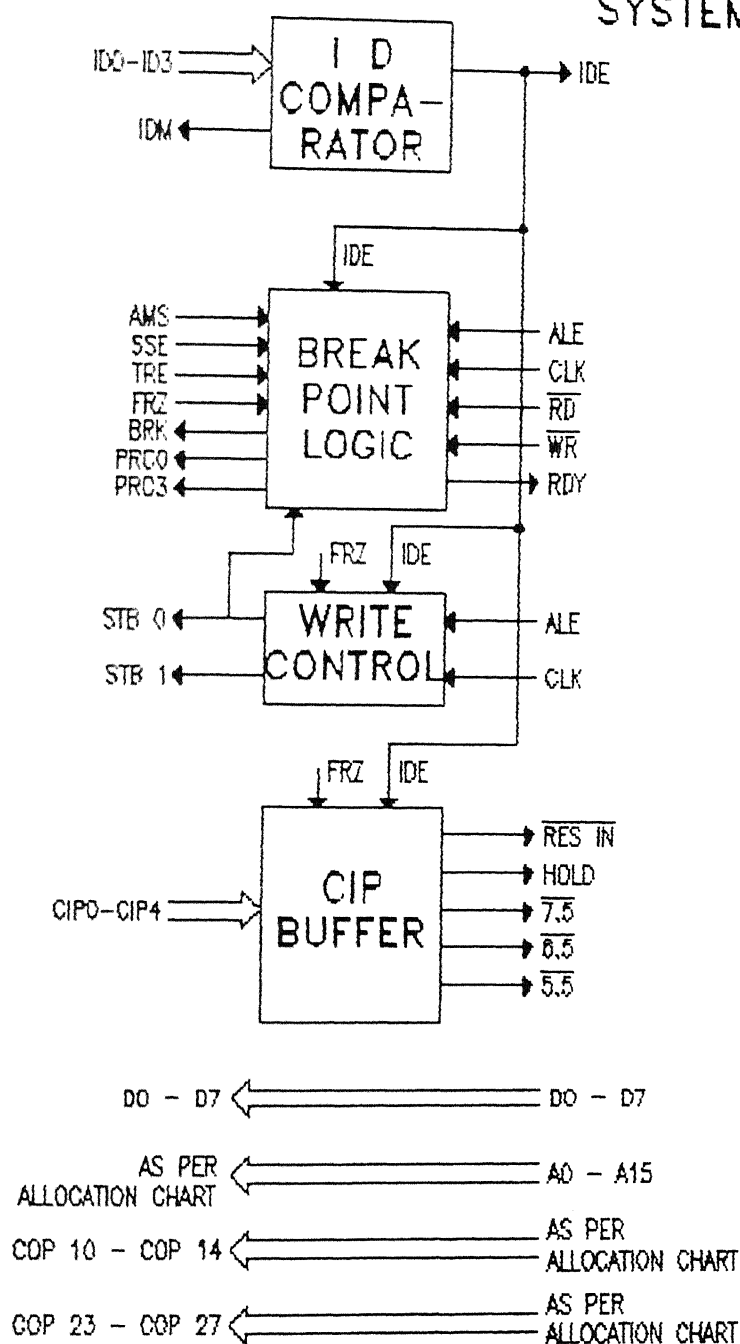 SYSTEM
ID0-ID3
I D
COMPA-
RATOR
IDE
IDM
IDE
AMS
SSE
TRE
FRZ
BRK
PRC0
PRC3
BREAK
POINT
LOGIC
ALE
CLK
RD
WR
RDY
FRZ
IDE
STB 0
STB 1
WRITE
CONTROL
ALE
CLK
FRZ
IDE
CIP0-CIP4
CIP
BUFFER
RES IN
HOLD
7.5
6.5
5.5
D0 - D7
D0 - D7
AS PER
ALLOCATION CHART
A0 - A15
COP 10 - COP 14
AS PER
ALLOCATION CHART
COP 23 - COP 27
AS PER
ALLOCATION CHART